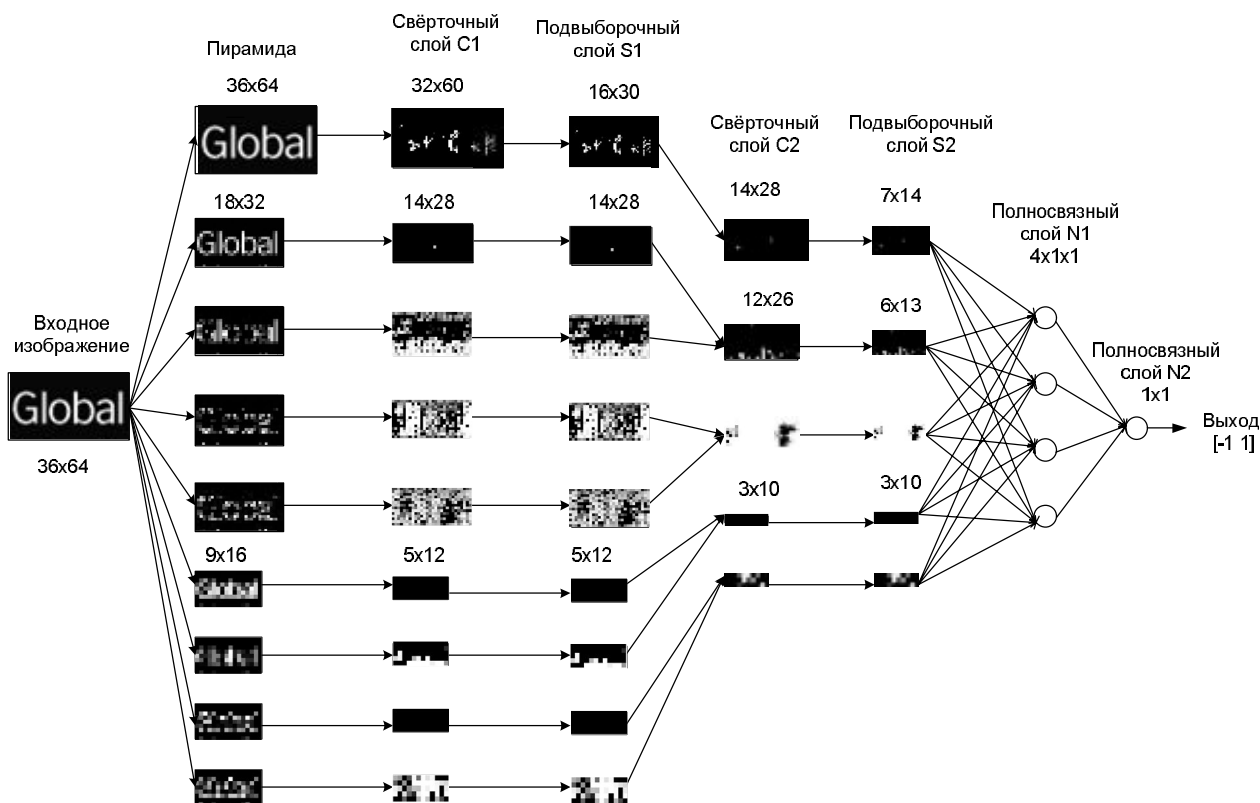 Пирамида
36x64
Global
Свёрточный
слой C1
32x60
Подвыборочный
слой S1
16x30
Свёрточный
слой C2
14x28
Подвыборочный
слой S2
7x14
Полносвязный
слой N1
4x1x1
18x32
Global
14x28
14x28
12x26
6x13
Входное
изображение
Global
36x64
Global
Полносвязный
слой N2
1x1
Выход
[-1 1]
3x10
3x10
9x16
Global
5x12
5x12